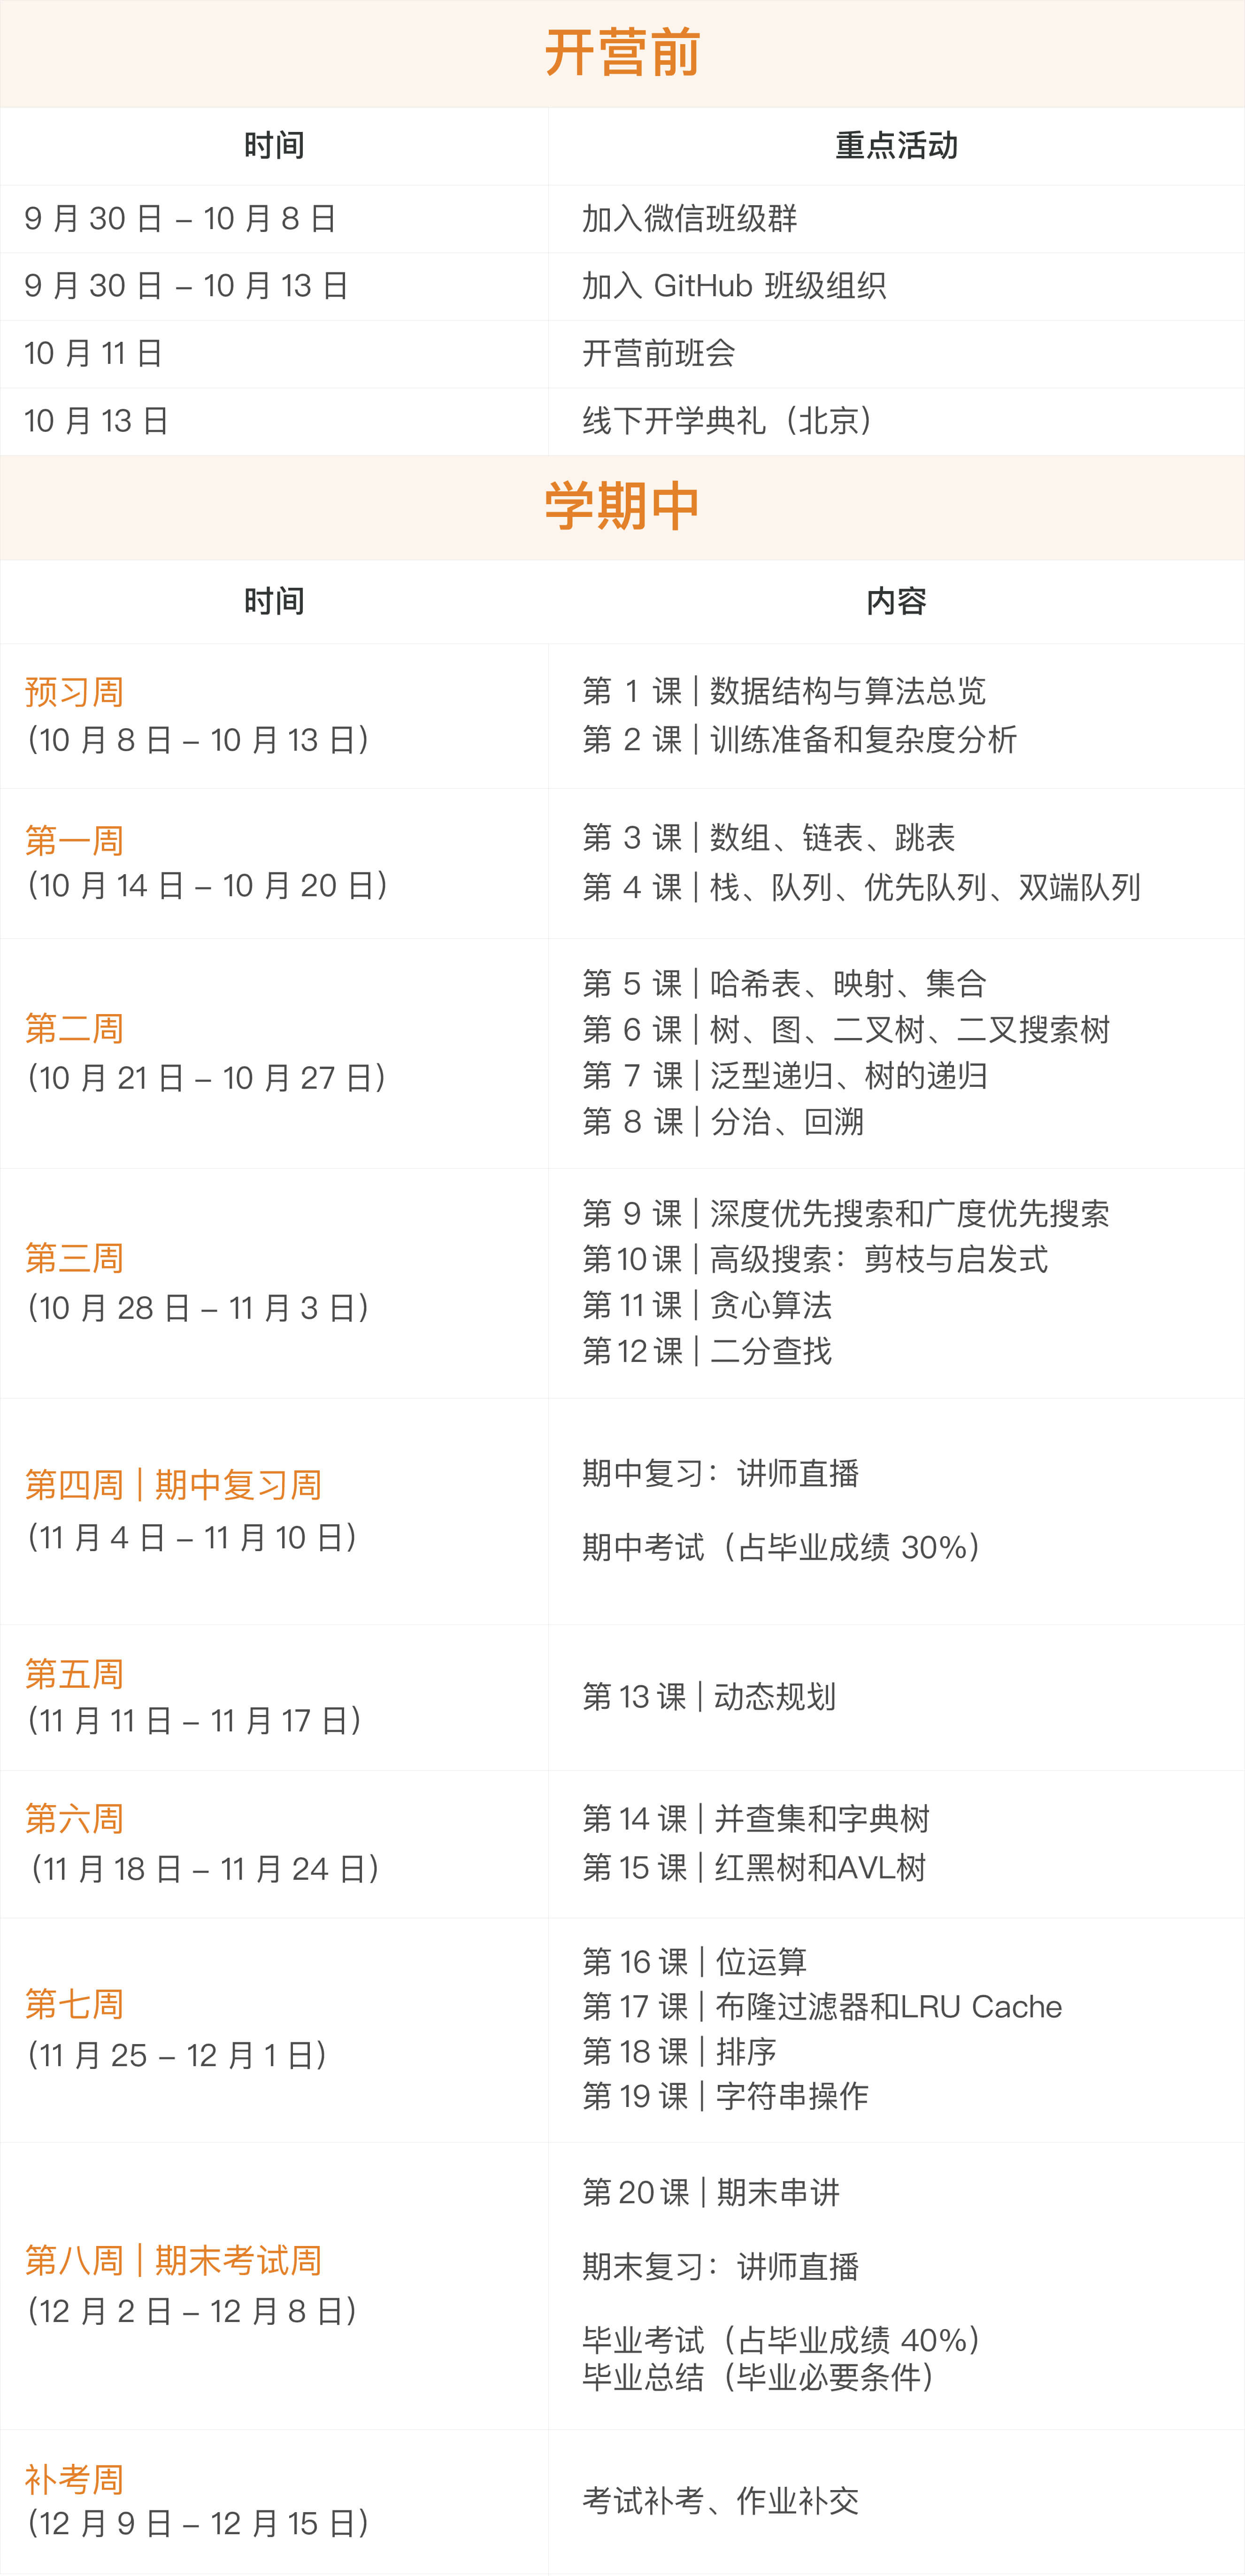 开营前
时间 重点活动
9 月 30 日 – 10 月 8 日 加入微信班级群
9 月 30 日 – 10 月 13 日 加入 GitHub 班级组织
10 月 11 日 开营前班会
10 月 13 日 线下开学典礼（北京）
学期中
时间 内容
预习周
（10 月 8 日 – 10 月 13 日）
第 1 课 | 数据结构与算法总览
第 2 课 | 训练准备和复杂度分析
第一周
（10 月 14 日 – 10 月 20 日）
第 3 课 | 数组、链表、跳表
第 4 课 | 栈、队列、优先队列、双端队列
第二周
（10 月 21 日 – 10 月 27 日）
第 5 课 | 哈希表、映射、集合
第 6 课 | 树、图、二叉树、二叉搜索树
第 7 课 | 泛型递归、树的递归
第 8 课 | 分治、回溯
第三周
（10 月 28 日 – 11 月 3 日）
第 9 课 | 深度优先搜索和广度优先搜索
第10课 | 高级搜索：剪枝与启发式
第11课 | 贪心算法
第12课 | 二分查找
第四周 | 期中复习周
（11 月 4 日 – 11 月 10 日）
期中复习：讲师直播
期中考试（占毕业成绩 30%）
第五周
（11 月 11 日 – 11 月 17 日）
第13课 | 动态规划
第六周
（11 月 18 日 – 11 月 24 日）
第14课 | 并查集和字典树
第15课 | 红黑树和AVL树
第七周
（11 月 25 – 12 月 1 日）
第16课 | 位运算
第17课 | 布隆过滤器和LRU Cache
第18课 | 排序
第19课 | 字符串操作
第八周 | 期末考试周
（12 月 2 日 – 12 月 8 日）
第20课 | 期末串讲
期末复习：讲师直播
毕业考试（占毕业成绩 40%）
毕业总结（毕业必要条件）
补考周
（12 月 9 日 – 12 月 15 日）
考试补考、作业补交